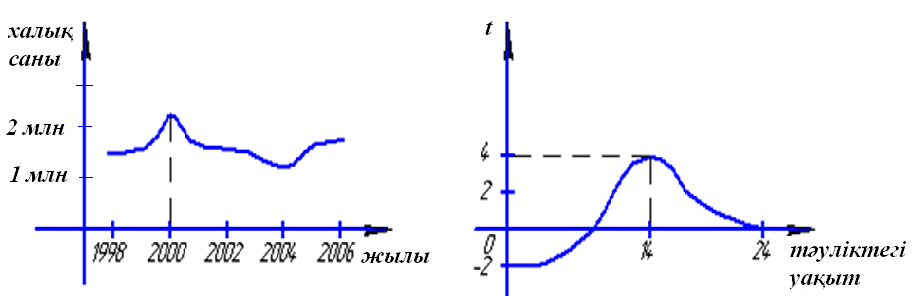 халық
саны
2 млн
1 млн
1998 2000 2002 2004 2006 жылы
t
4
2
0
-2
14 24 тәуліктегі
уақыт